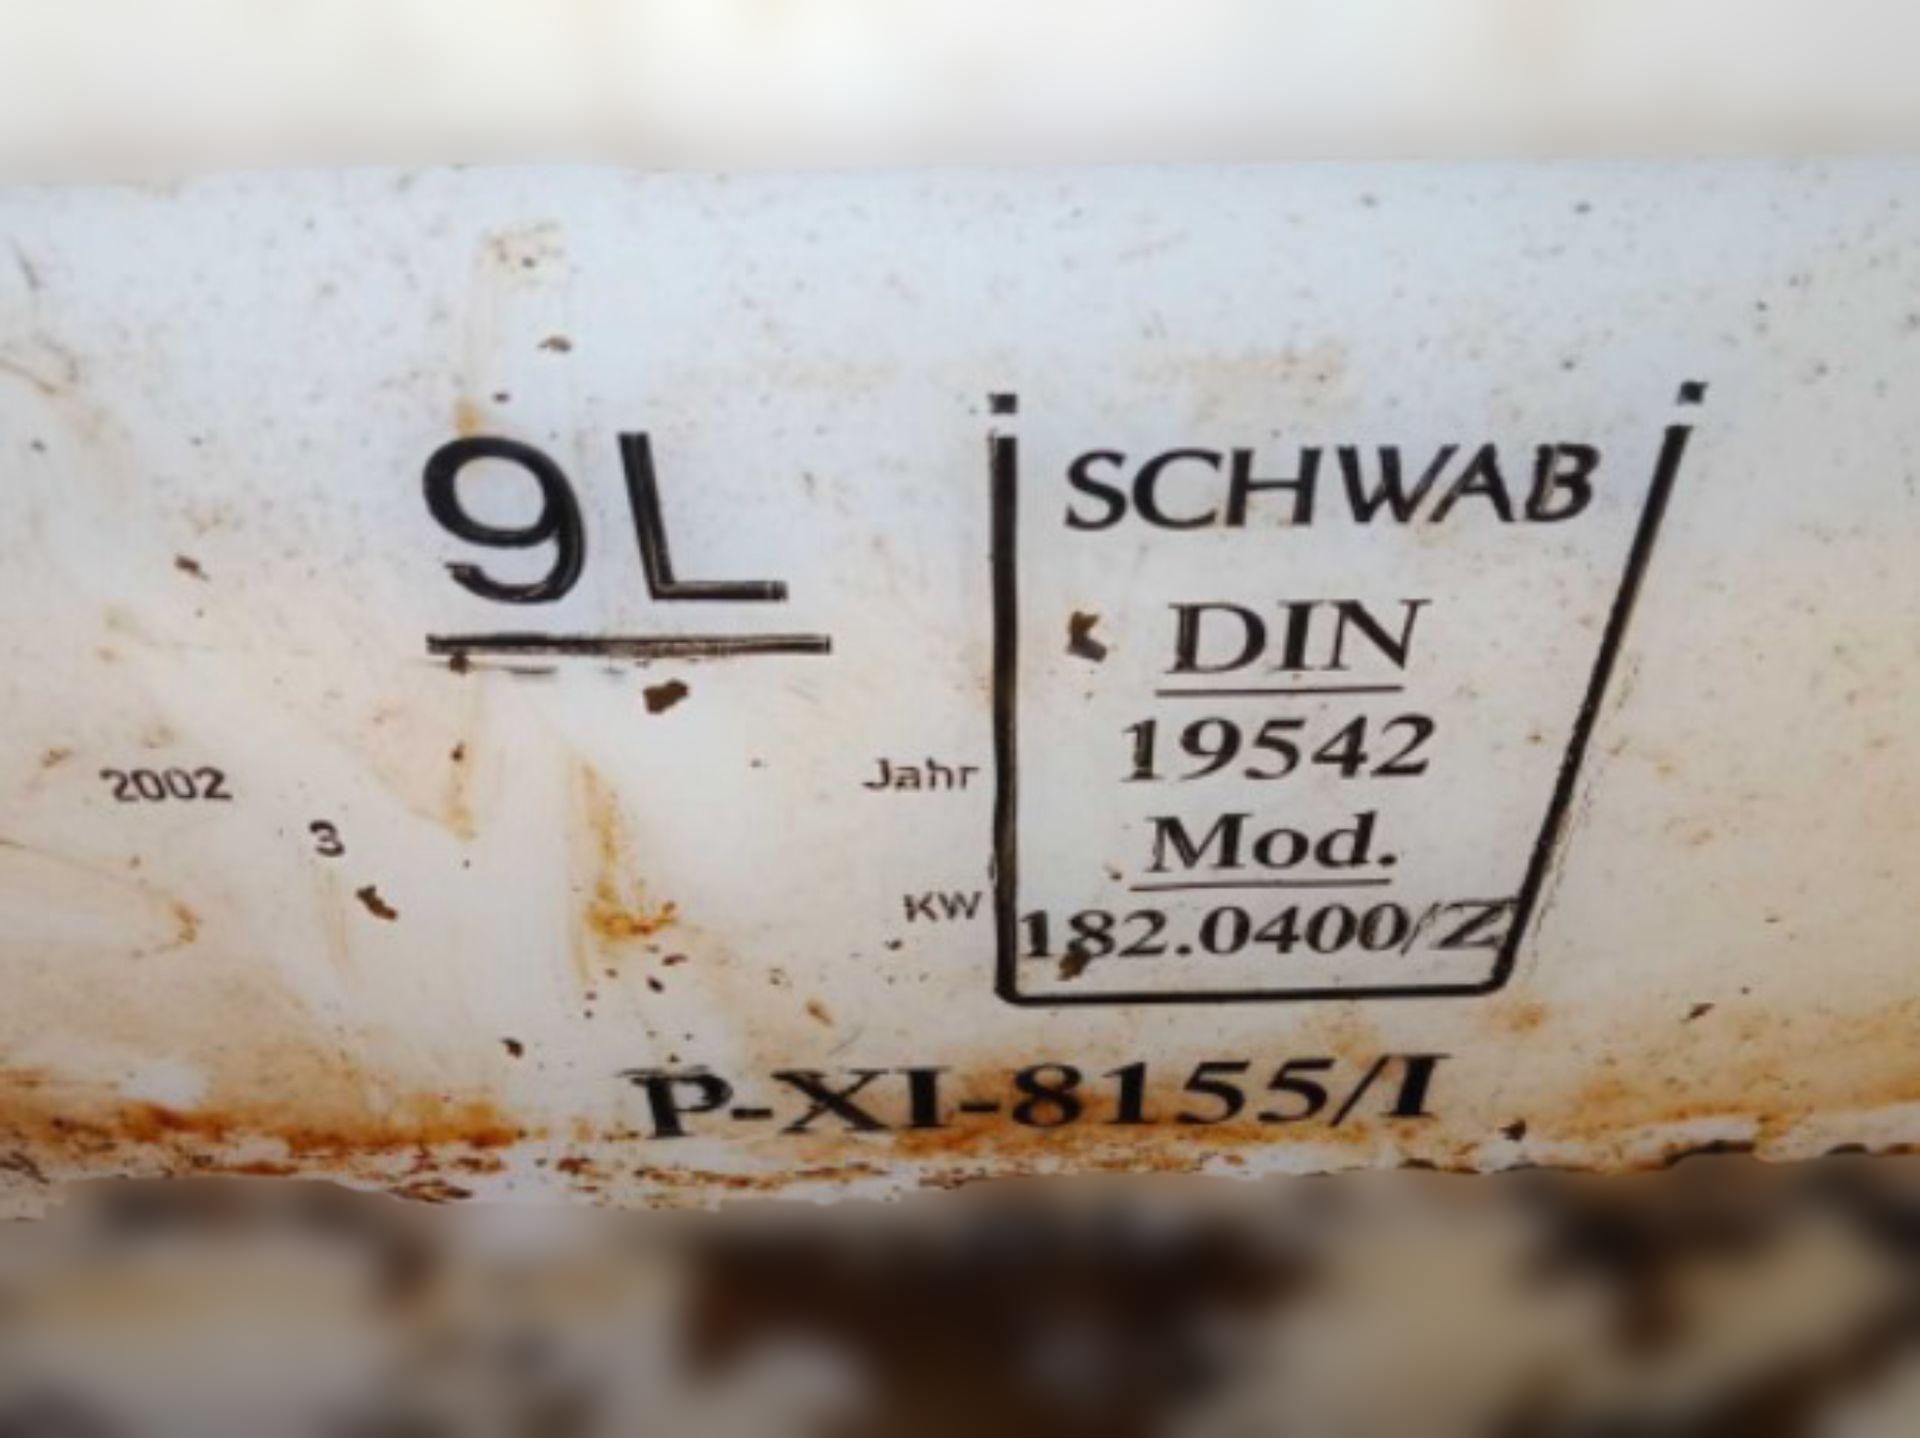 9L
SCHWAB
DIN
19542
Mod.
182.0400/Z
2002
Jahr
3
KW
P-XI-8155/I